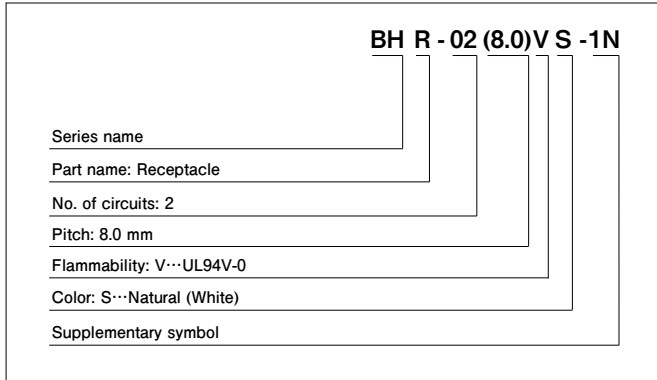 BH R - 02 (8.0) V S -1N
Series name
Part name: Receptacle
No. of circuits: 2
Pitch: 8.0 mm
Flammability: V⋯UL94V-0
Color: S⋯Natural (White)
Supplementary symbol